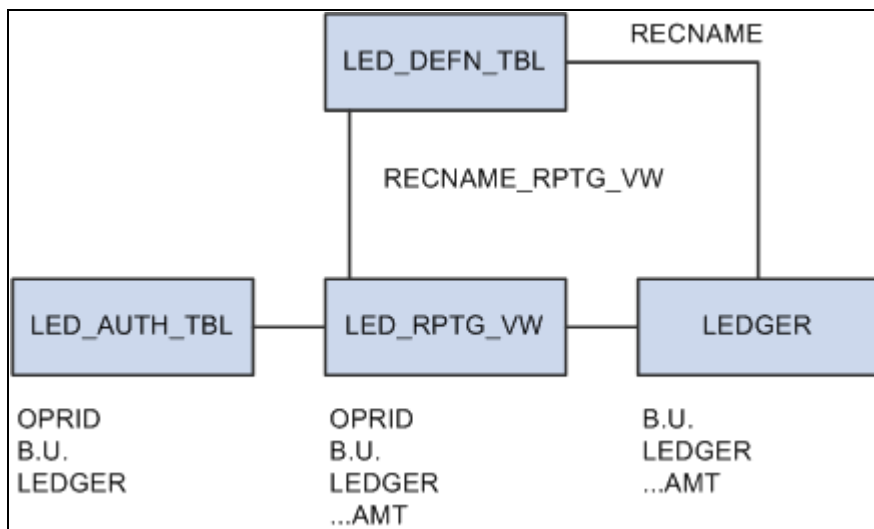 RECNAME
LED_DEFN_TBL
RECNAME_RPTG_VW
LED_AUTH_TBL
LED_RPTG_VW
LEDGER
OPRID
B.U.
LEDGER
OPRID
B.U.
LEDGER
...AMT
B.U.
LEDGER
...AMT